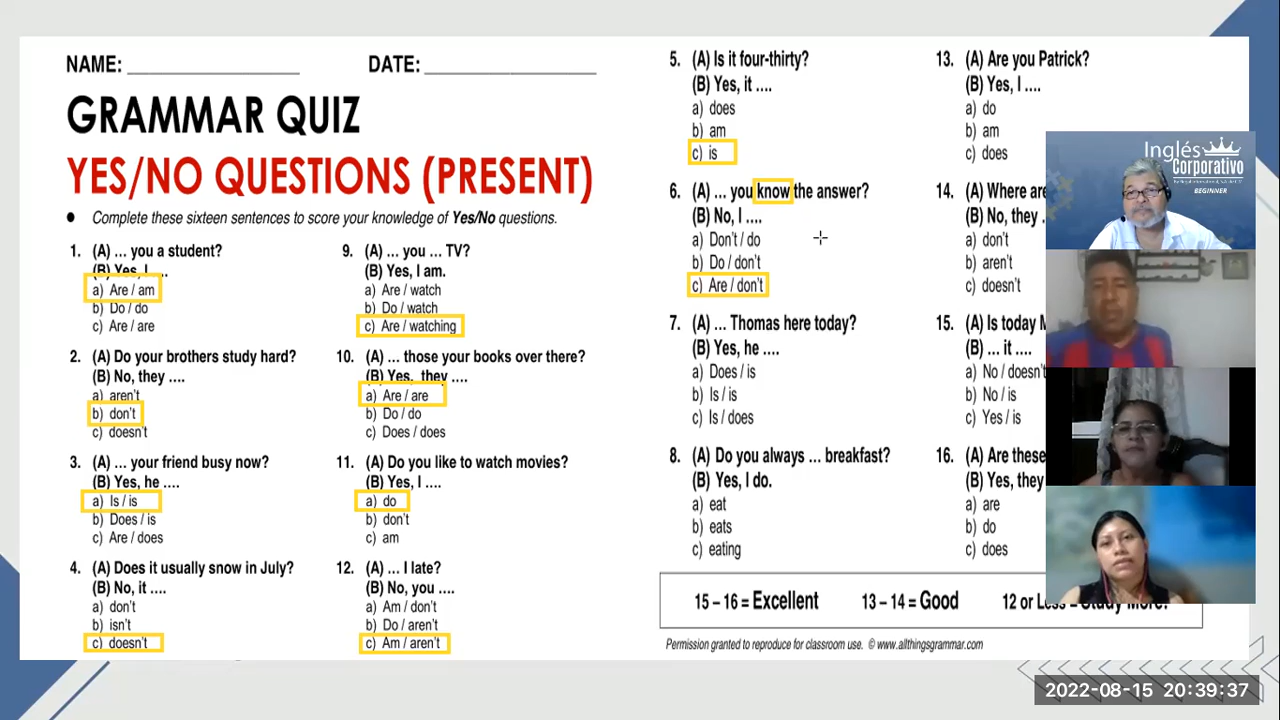 NAME: ____________________ DATE: ____________________
GRAMMAR QUIZ
YES/NO QUESTIONS (PRESENT)
● Complete these sixteen sentences to score your knowledge of Yes/No questions.
1. (A) … you a student?
(B) Yes, I ….
a) Are / am
b) Do / do
c) Are / are
2. (A) Do your brothers study hard?
(B) No, they ….
a) aren't
b) don't
c) doesn't
3. (A) … your friend busy now?
(B) Yes, he ….
a) Is / is
b) Does / is
c) Are / does
4. (A) Does it usually snow in July?
(B) No, it ….
a) don't
b) isn't
c) doesn't
9. (A) … you … TV?
(B) Yes, I am.
a) Are / watch
b) Do / watch
c) Are / watching
10. (A) … those your books over there?
(B) Yes, they ….
a) Are / are
b) Do / do
c) Does / does
11. (A) Do you like to watch movies?
(B) Yes, I ….
a) do
b) don't
c) am
12. (A) … I late?
(B) No, you ….
a) Am / don't
b) Do / aren't
c) Am / aren't
5. (A) Is it four-thirty?
(B) Yes, it ….
a) does
b) am
c) is
6. (A) … you know the answer?
(B) No, I ….
a) Don't / do
b) Do / don't
c) Are / don't
7. (A) … Thomas here today?
(B) Yes, he ….
a) Does / is
b) Is / is
c) Is / does
8. (A) Do you always … breakfast?
(B) Yes, I do.
a) eat
b) eats
c) eating
13. (A) Are you Patrick?
(B) Yes, I ….
a) do
b) am
c) does
14. (A) Where are
(B) No, they
a) don't
b) aren't
c) doesn't
15. (A) Is today
(B) … it ….
a) No / doesn't
b) No / is
c) Yes / is
16. (A) Are these
(B) Yes, they
a) are
b) do
c) does
15 – 16 = Excellent 13 – 14 = Good 12 or Less = Study More!
Permission granted to reproduce for classroom use. © www.allthingsgrammar.com
Inglés
Corporativo
BEGINNER
2022-08-15 20:39:37